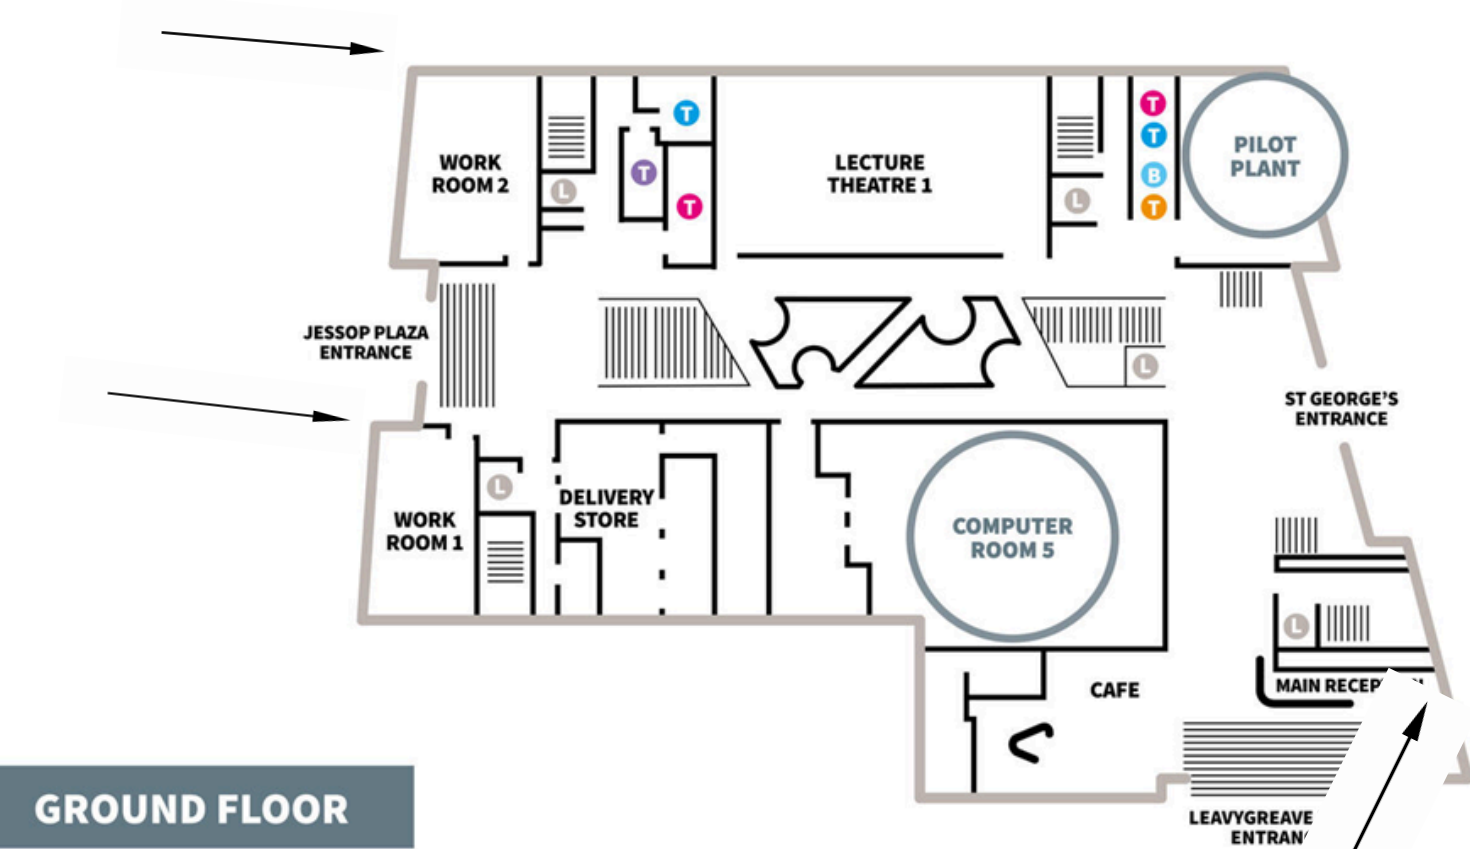 WORK
ROOM 2
L
T
T
T
LECTURE
THEATRE 1
L
T
T
B
T
PILOT
PLANT
JESSOP PLAZA
ENTRANCE
L
ST GEORGE'S
ENTRANCE
WORK
ROOM 1
L
DELIVERY
STORE
COMPUTER
ROOM 5
L
CAFE
MAIN
LEAVYGREAVE
GROUND FLOOR